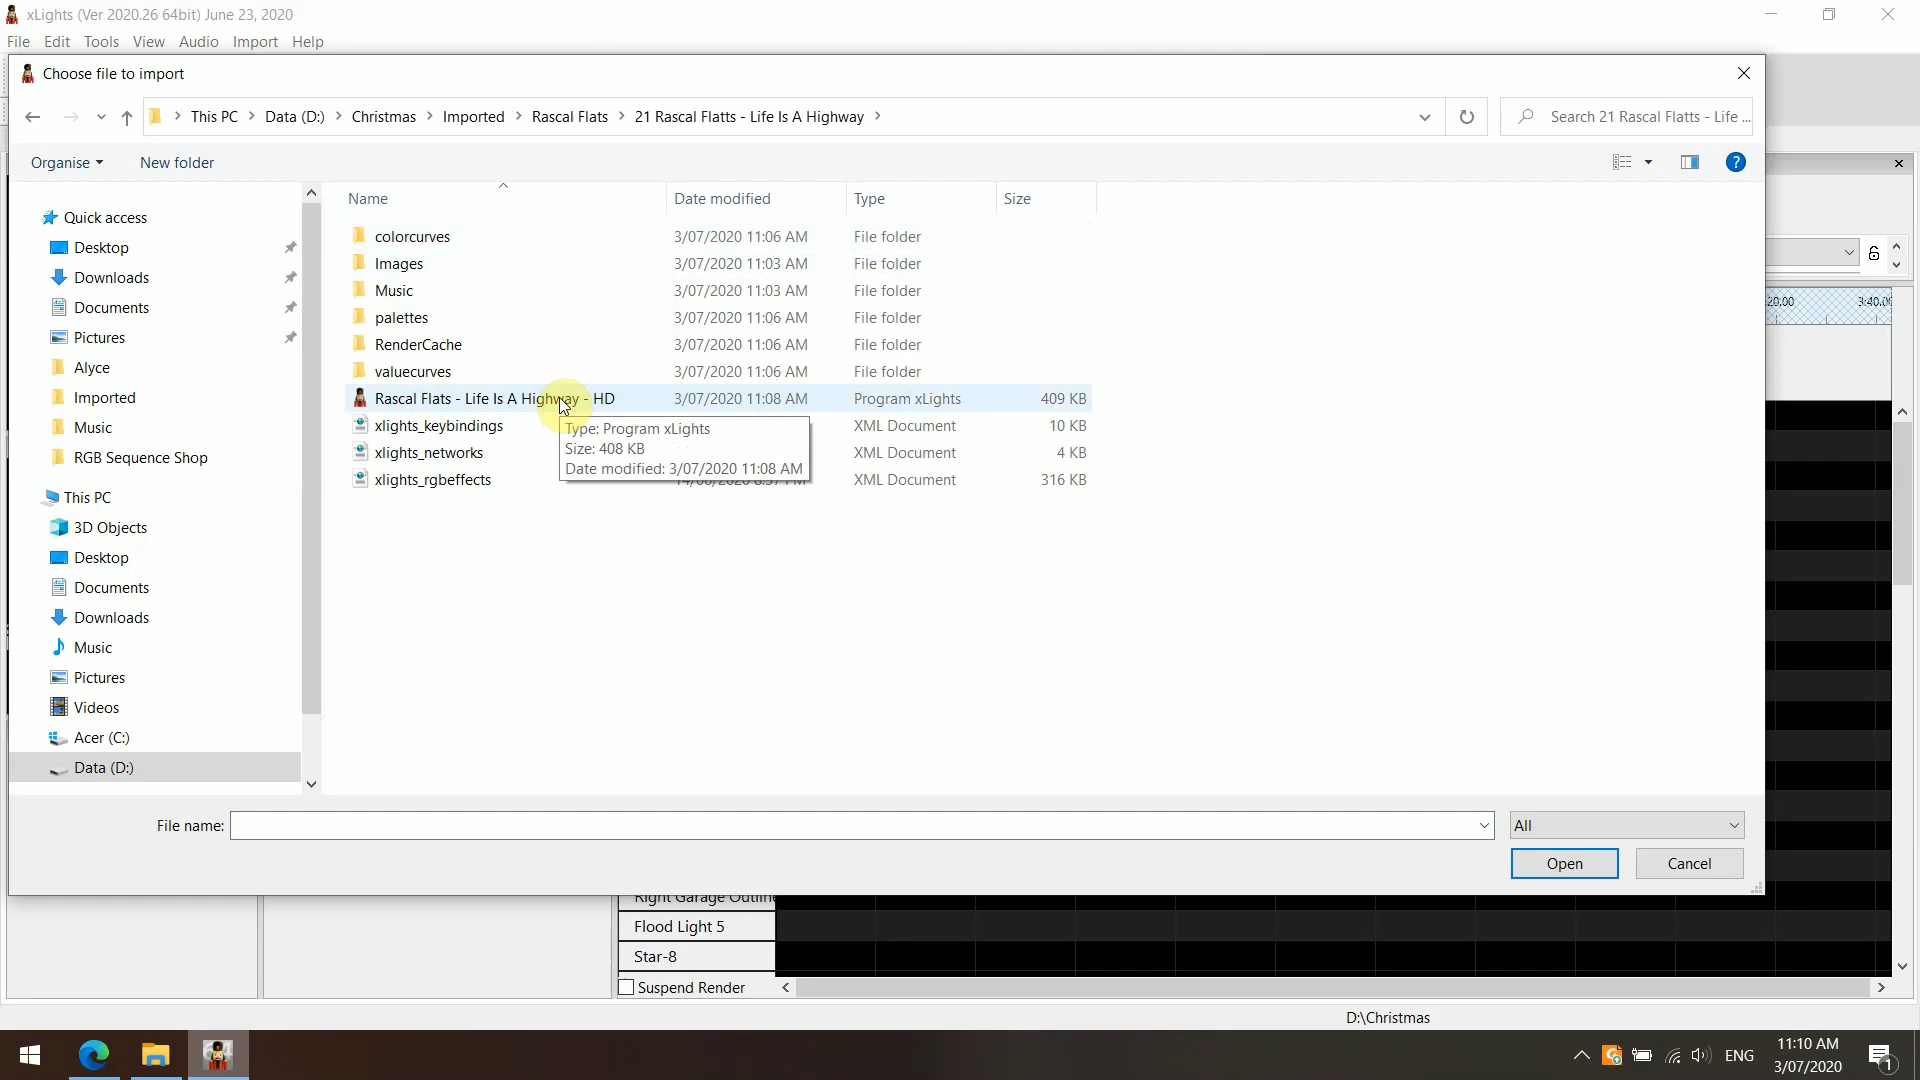 xLights (Ver 2020.26 64bit) June 23, 2020
File Edit Tools View Audio Import Help
Choose file to import
This PC Data (D:) Christmas Imported Rascal Flats 21 Rascal Flatts - Life Is A Highway
Search 21 Rascal Flatts - Life ...
Organise New folder
Name Date modified Type Size
Quick access
Desktop
Downloads
Documents
Pictures
Alyce
Imported
Music
RGB Sequence Shop
This PC
3D Objects
Desktop
Documents
Downloads
Music
Pictures
Videos
Acer (C:)
Data (D:)
colorcurves 3/07/2020 11:06 AM File folder
Images 3/07/2020 11:03 AM File folder
Music 3/07/2020 11:03 AM File folder
palettes 3/07/2020 11:06 AM File folder
RenderCache 3/07/2020 11:06 AM File folder
valuecurves 3/07/2020 11:06 AM File folder
Rascal Flats - Life Is A Highway - HD 3/07/2020 11:08 AM Program xLights 409 KB
xlights_keybindings XML Document 10 KB
xlights_networks XML Document 4 KB
xlights_rgbeffects XML Document 316 KB
Type: Program xLights
Size: 408 KB
Date modified: 3/07/2020 11:08 AM
20.00 3:40.0
File name: All
Open Cancel
Right Garage Outline
Flood Light 5
Star-8
Suspend Render
D:\Christmas
ENG
11:10 AM
3/07/2020
1